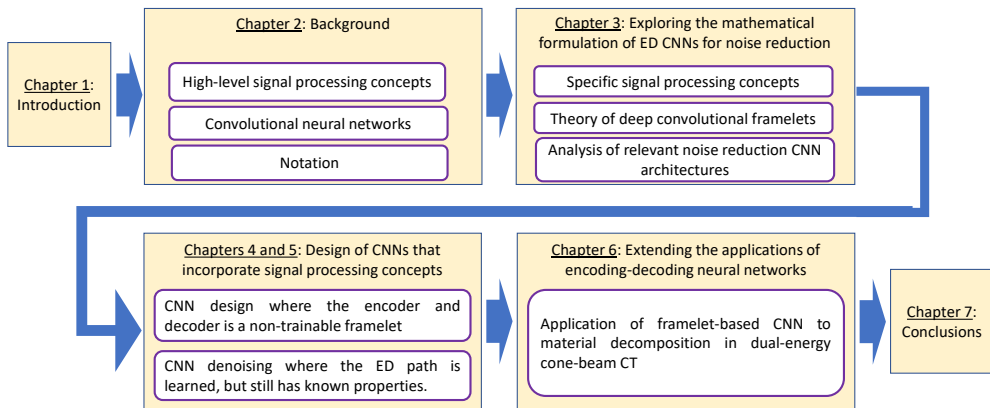 Chapter 1:
Introduction
Chapter 2: Background
High-level signal processing concepts
Convolutional neural networks
Notation
Chapter 3: Exploring the mathematical
formulation of ED CNNs for noise reduction
Specific signal processing concepts
Theory of deep convolutional framelets
Analysis of relevant noise reduction CNN
architectures
Chapters 4 and 5: Design of CNNs that
incorporate signal processing concepts
CNN design where the encoder and
decoder is a non-trainable framelet
CNN denoising where the ED path is
learned, but still has known properties.
Chapter 6: Extending the applications of
encoding-decoding neural networks
Application of framelet-based CNN to
material decomposition in dual-energy
cone-beam CT
Chapter 7:
Conclusions